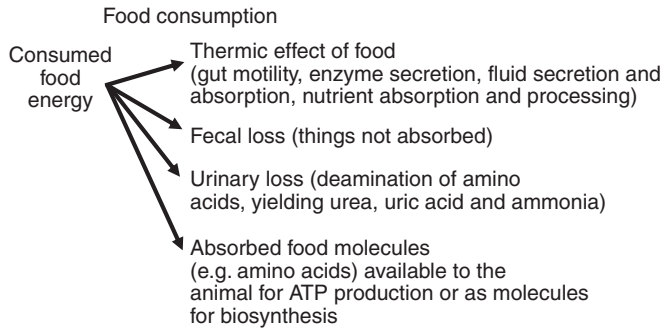 Food consumption
Consumed
food
energy
Thermic effect of food
(gut motility, enzyme secretion, fluid secretion and
absorption, nutrient absorption and processing)
Fecal loss (things not absorbed)
Urinary loss (deamination of amino
acids, yielding urea, uric acid and ammonia)
Absorbed food molecules
(e.g. amino acids) available to the
animal for ATP production or as molecules
for biosynthesis